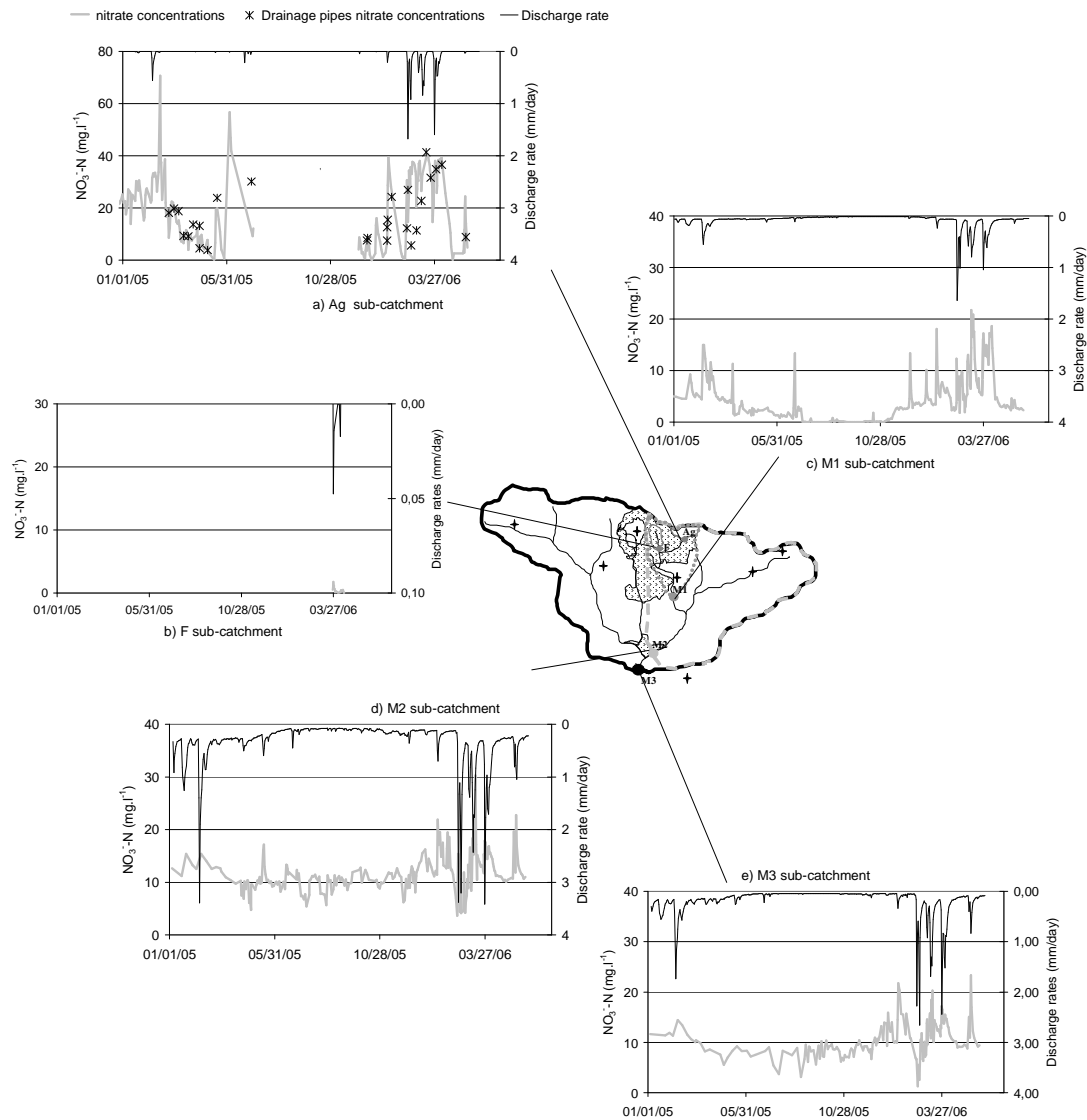 nitrate concentrations Drainage pipes nitrate concentrations Discharge rate
80
60
40
20
0
NO3⁻-N (mg.l⁻¹)
0
1
2
3
4
Discharge rate (mm/day)
01/01/05 05/31/05 10/28/05 03/27/06
a) Ag sub-catchment
40
30
20
10
0
NO3⁻-N (mg.l⁻¹)
0
1
2
3
4
Discharge rate (mm/day)
01/01/05 05/31/05 10/28/05 03/27/06
c) M1 sub-catchment
30
20
10
0
NO3⁻-N (mg.l⁻¹)
0,00
0,05
0,10
Discharge rates (mm/day)
01/01/05 05/31/05 10/28/05 03/27/06
b) F sub-catchment
Ag
F
M1
M2
M3
d) M2 sub-catchment
40
30
20
10
0
NO3⁻-N (mg.l⁻¹)
0
1
2
3
4
Discharge rate (mm/day)
01/01/05 05/31/05 10/28/05 03/27/06
e) M3 sub-catchment
40
30
20
10
0
NO3⁻-N (mg.l⁻¹)
0,00
1,00
2,00
3,00
4,00
Discharge rates (mm/day)
01/01/05 05/31/05 10/28/05 03/27/06